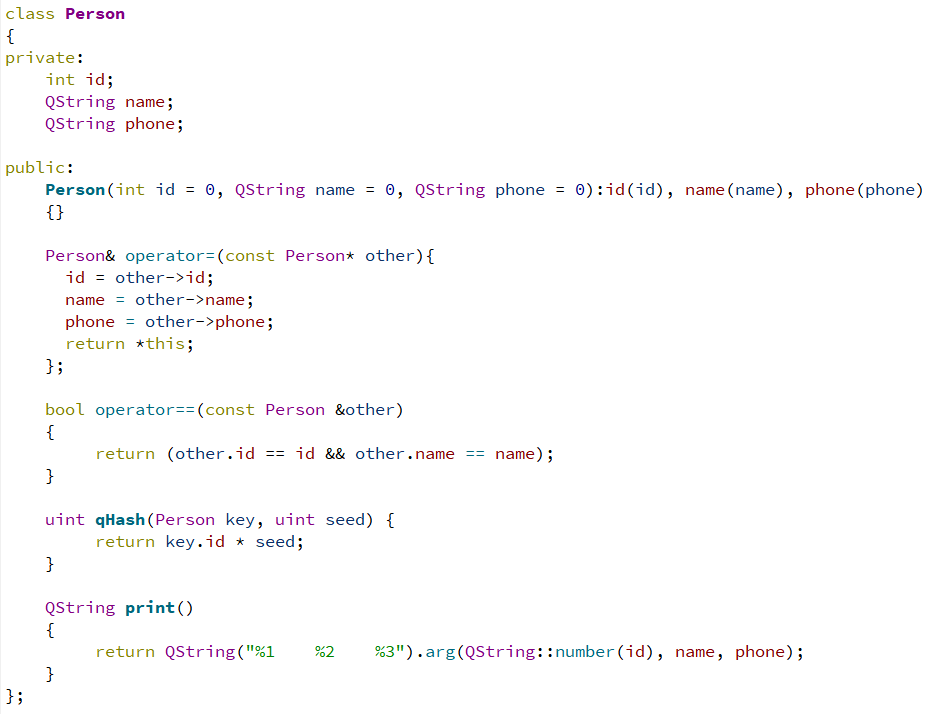 class Person
{
private:
    int id;
    QString name;
    QString phone;

public:
    Person(int id = 0, QString name = 0, QString phone = 0):id(id), name(name), phone(phone)
    {}

    Person& operator=(const Person* other){
      id = other->id;
      name = other->name;
      phone = other->phone;
      return *this;
    };

    bool operator==(const Person &other)
    {
         return (other.id == id && other.name == name);
    }

    uint qHash(Person key, uint seed) {
         return key.id * seed;
    }

    QString print()
    {
         return QString("%1    %2    %3").arg(QString::number(id), name, phone);
    }
};